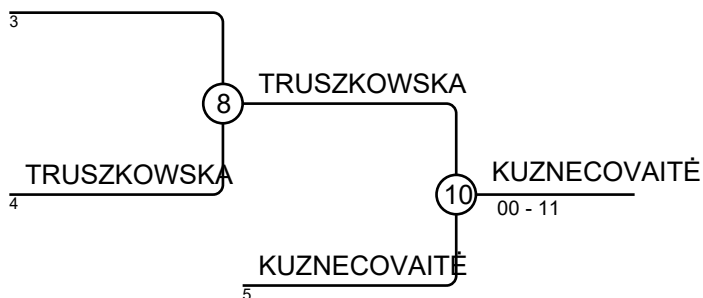 3
TRUSZKOWSKA
8
TRUSZKOWSKA
4
KUZNECOVAITĖ
10
00 - 11
KUZNECOVAITĖ
5